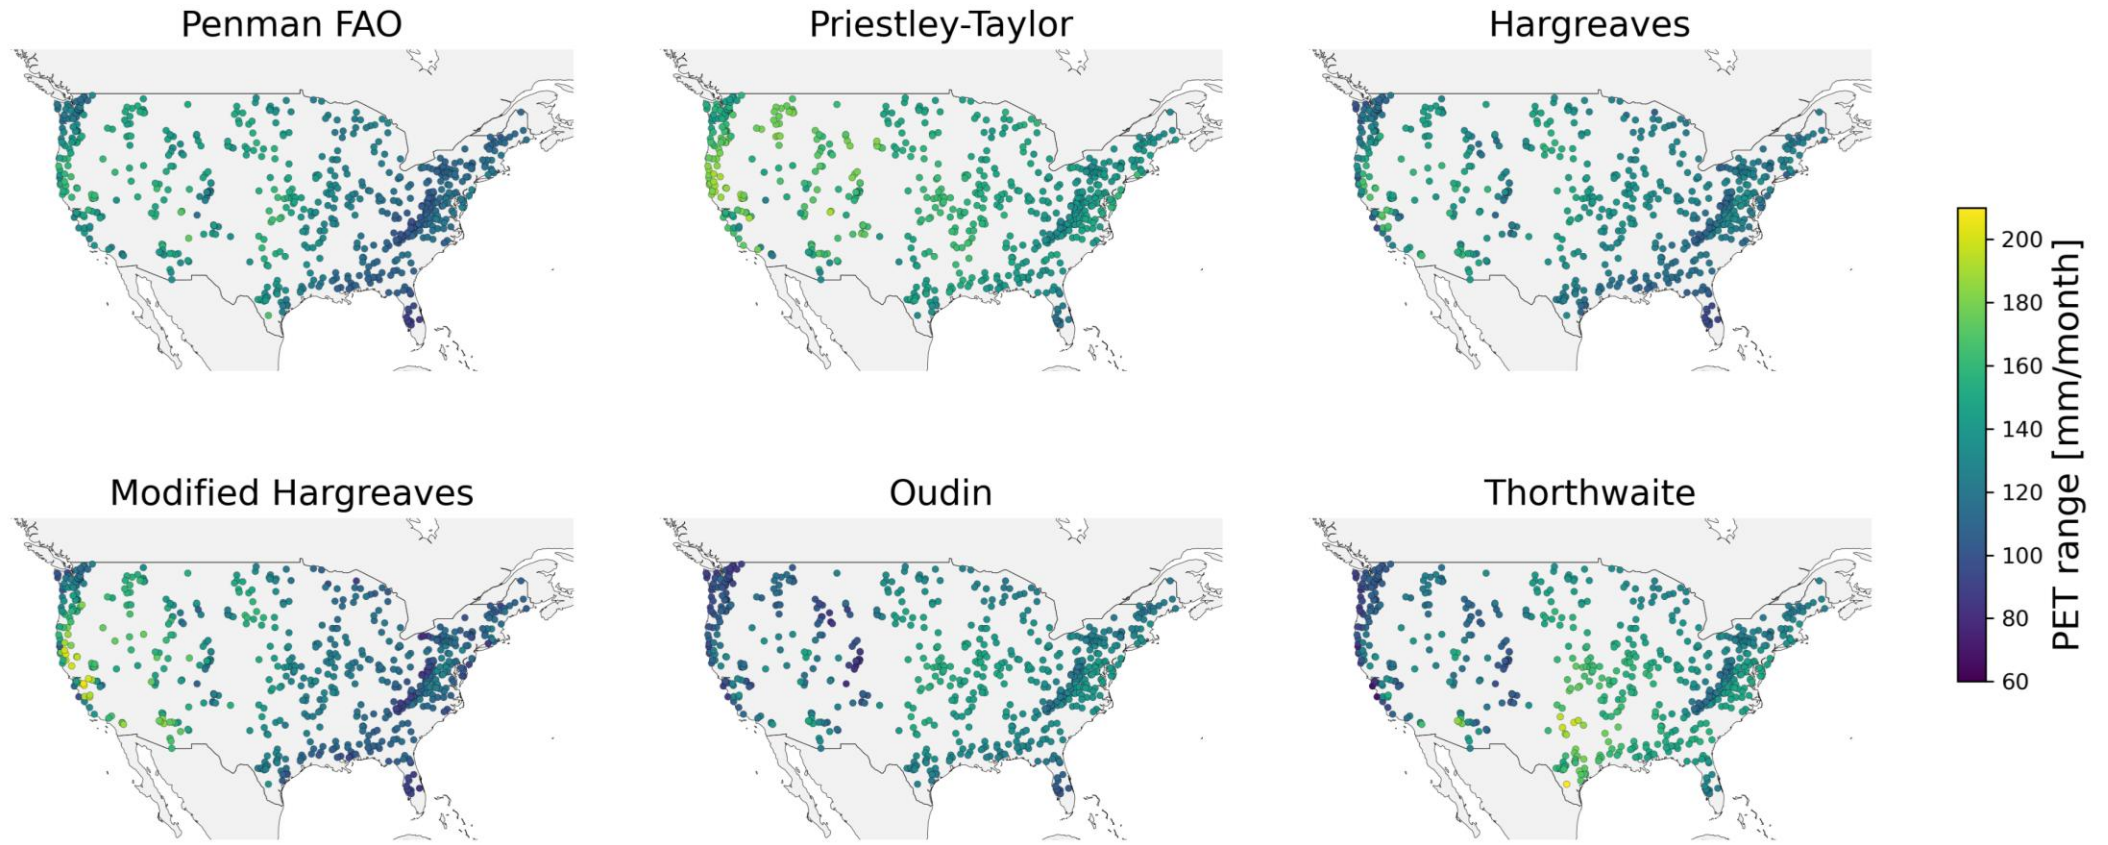 Penman FAO
Priestley-Taylor
Hargreaves
Modified Hargreaves
Oudin
Thorthwaite
200
180
160
140
120
100
80
60
PET range [mm/month]